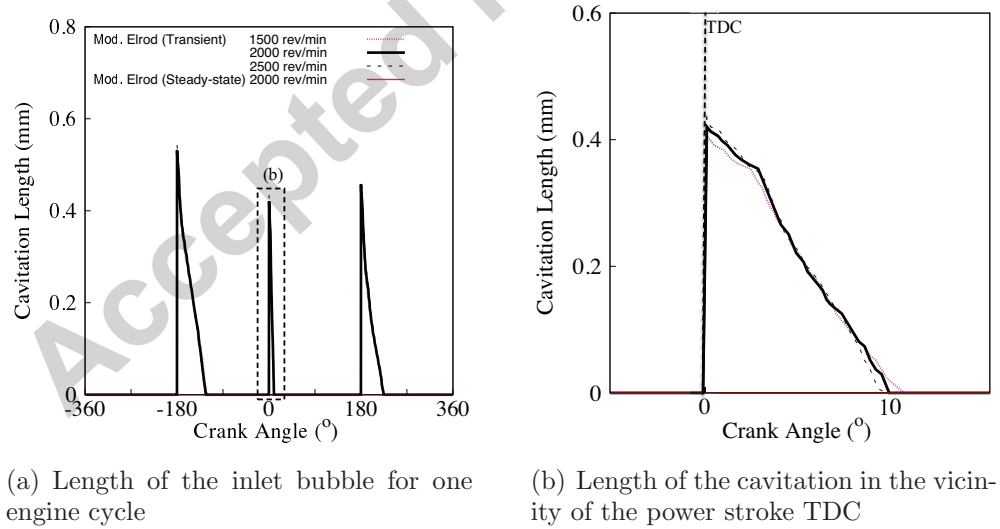 Accepted
0.8
0.6
0.4
0.2
0
Cavitation Length (mm)
Mod. Elrod (Transient) 1500 rev/min
2000 rev/min
2500 rev/min
Mod. Elrod (Steady-state) 2000 rev/min
(b)
-360 -180 0 180 360
Crank Angle (°)
(a) Length of the inlet bubble for one
engine cycle
0.6
0.4
0.2
0
Cavitation Length (mm)
TDC
0 10
Crank Angle (°)
(b) Length of the cavitation in the vicin-
ity of the power stroke TDC